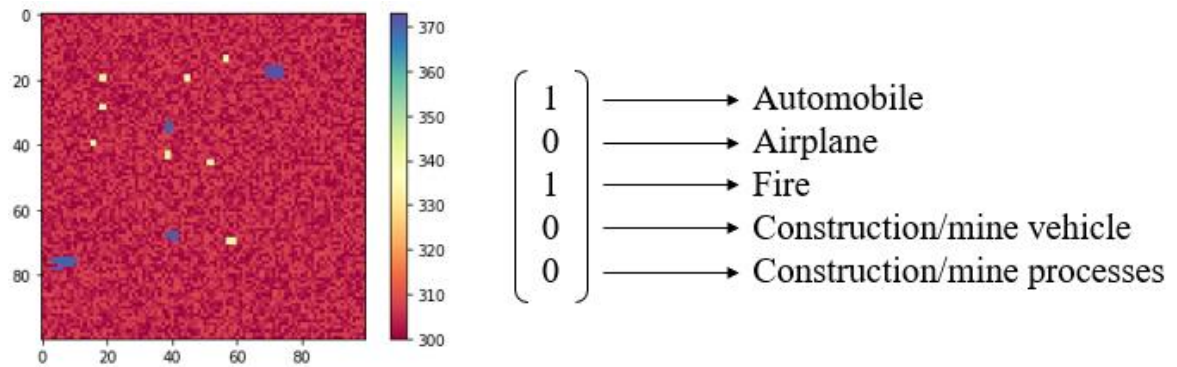 0
20
40
60
80
0 20 40 60 80
370
360
350
340
330
320
310
300
1 Automobile
0 Airplane
1 Fire
0 Construction/mine vehicle
0 Construction/mine processes